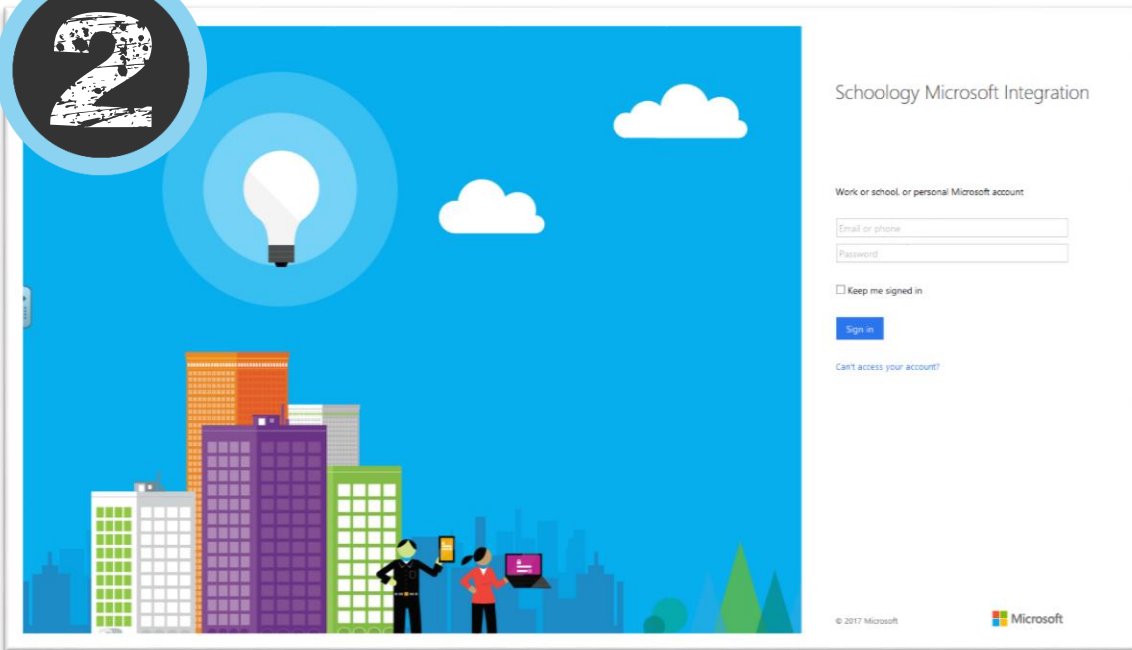 2
Schoology Microsoft Integration
Work or school, or personal Microsoft account
Email or phone
Password
Keep me signed in
Sign in
Can't access your account?
© 2017 Microsoft
Microsoft